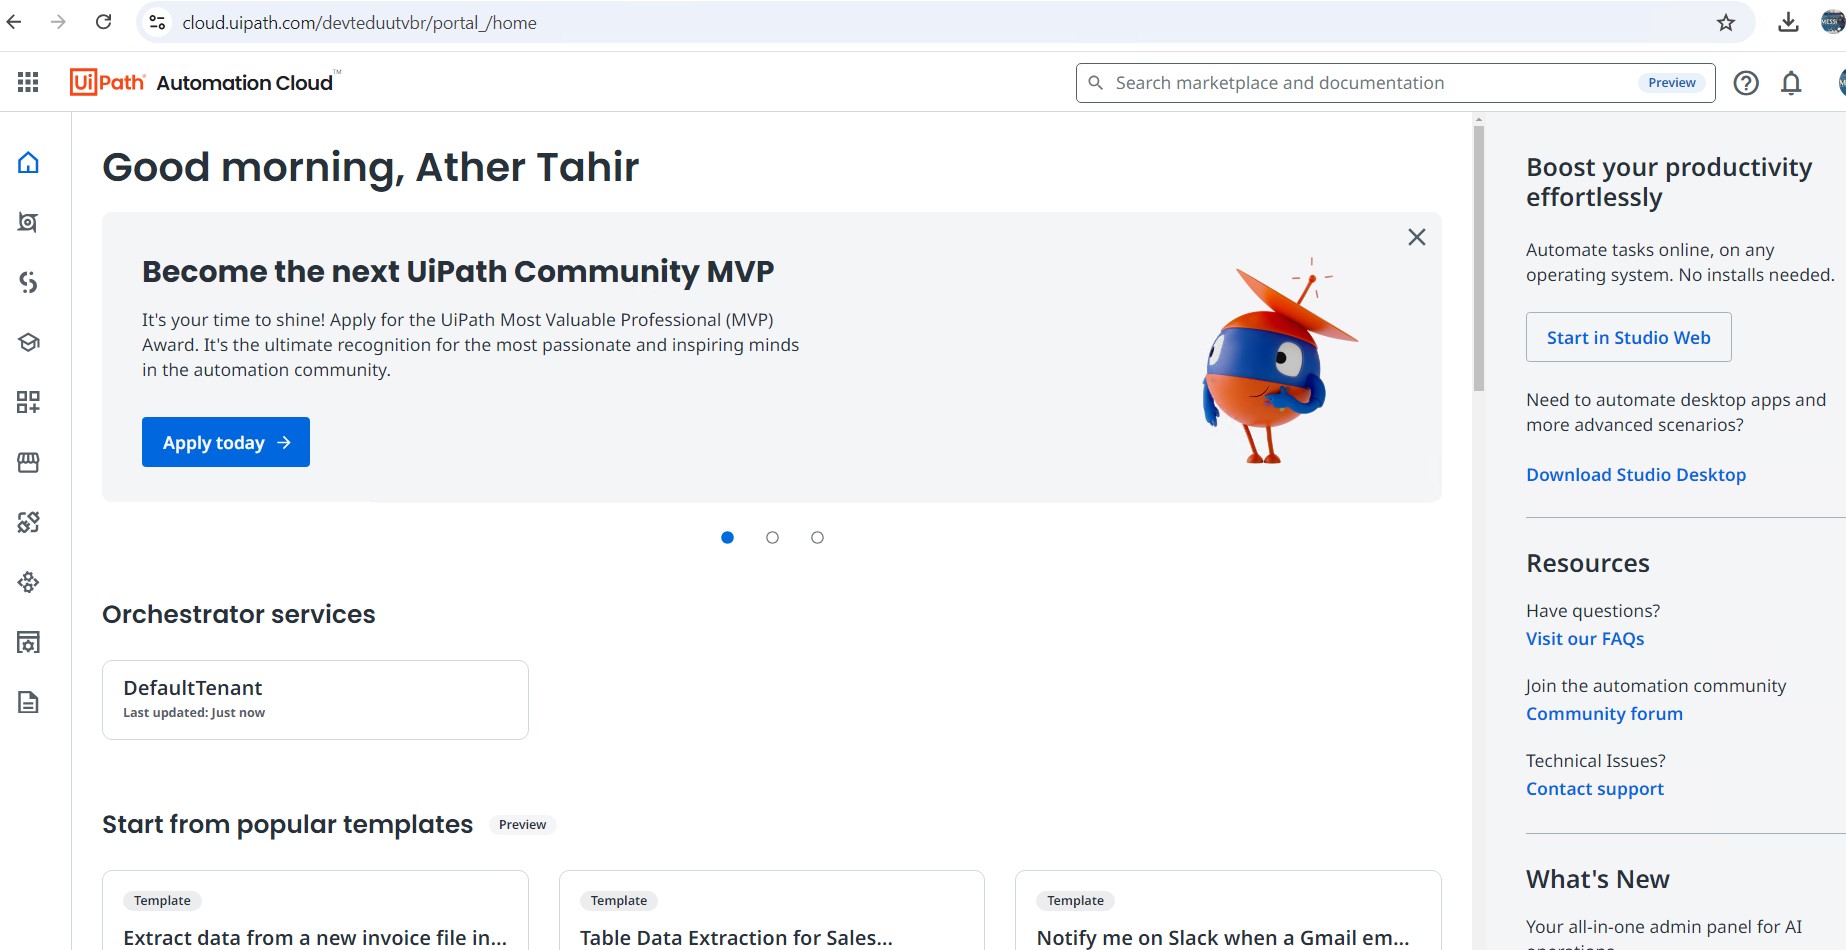 cloud.uipath.com/devteduutvbr/portal_/home
UiPath Automation Cloud™
Search marketplace and documentation
Preview
Good morning, Ather Tahir
Become the next UiPath Community MVP
It's your time to shine! Apply for the UiPath Most Valuable Professional (MVP)
Award. It's the ultimate recognition for the most passionate and inspiring minds
in the automation community.
Apply today →
Orchestrator services
DefaultTenant
Last updated: Just now
Start from popular templates
Preview
Template
Extract data from a new invoice file in...
Template
Table Data Extraction for Sales...
Template
Notify me on Slack when a Gmail em...
Boost your productivity
effortlessly
Automate tasks online, on any
operating system. No installs needed.
Start in Studio Web
Need to automate desktop apps and
more advanced scenarios?
Download Studio Desktop
Resources
Have questions?
Visit our FAQs
Join the automation community
Community forum
Technical Issues?
Contact support
What's New
Your all-in-one admin panel for AI